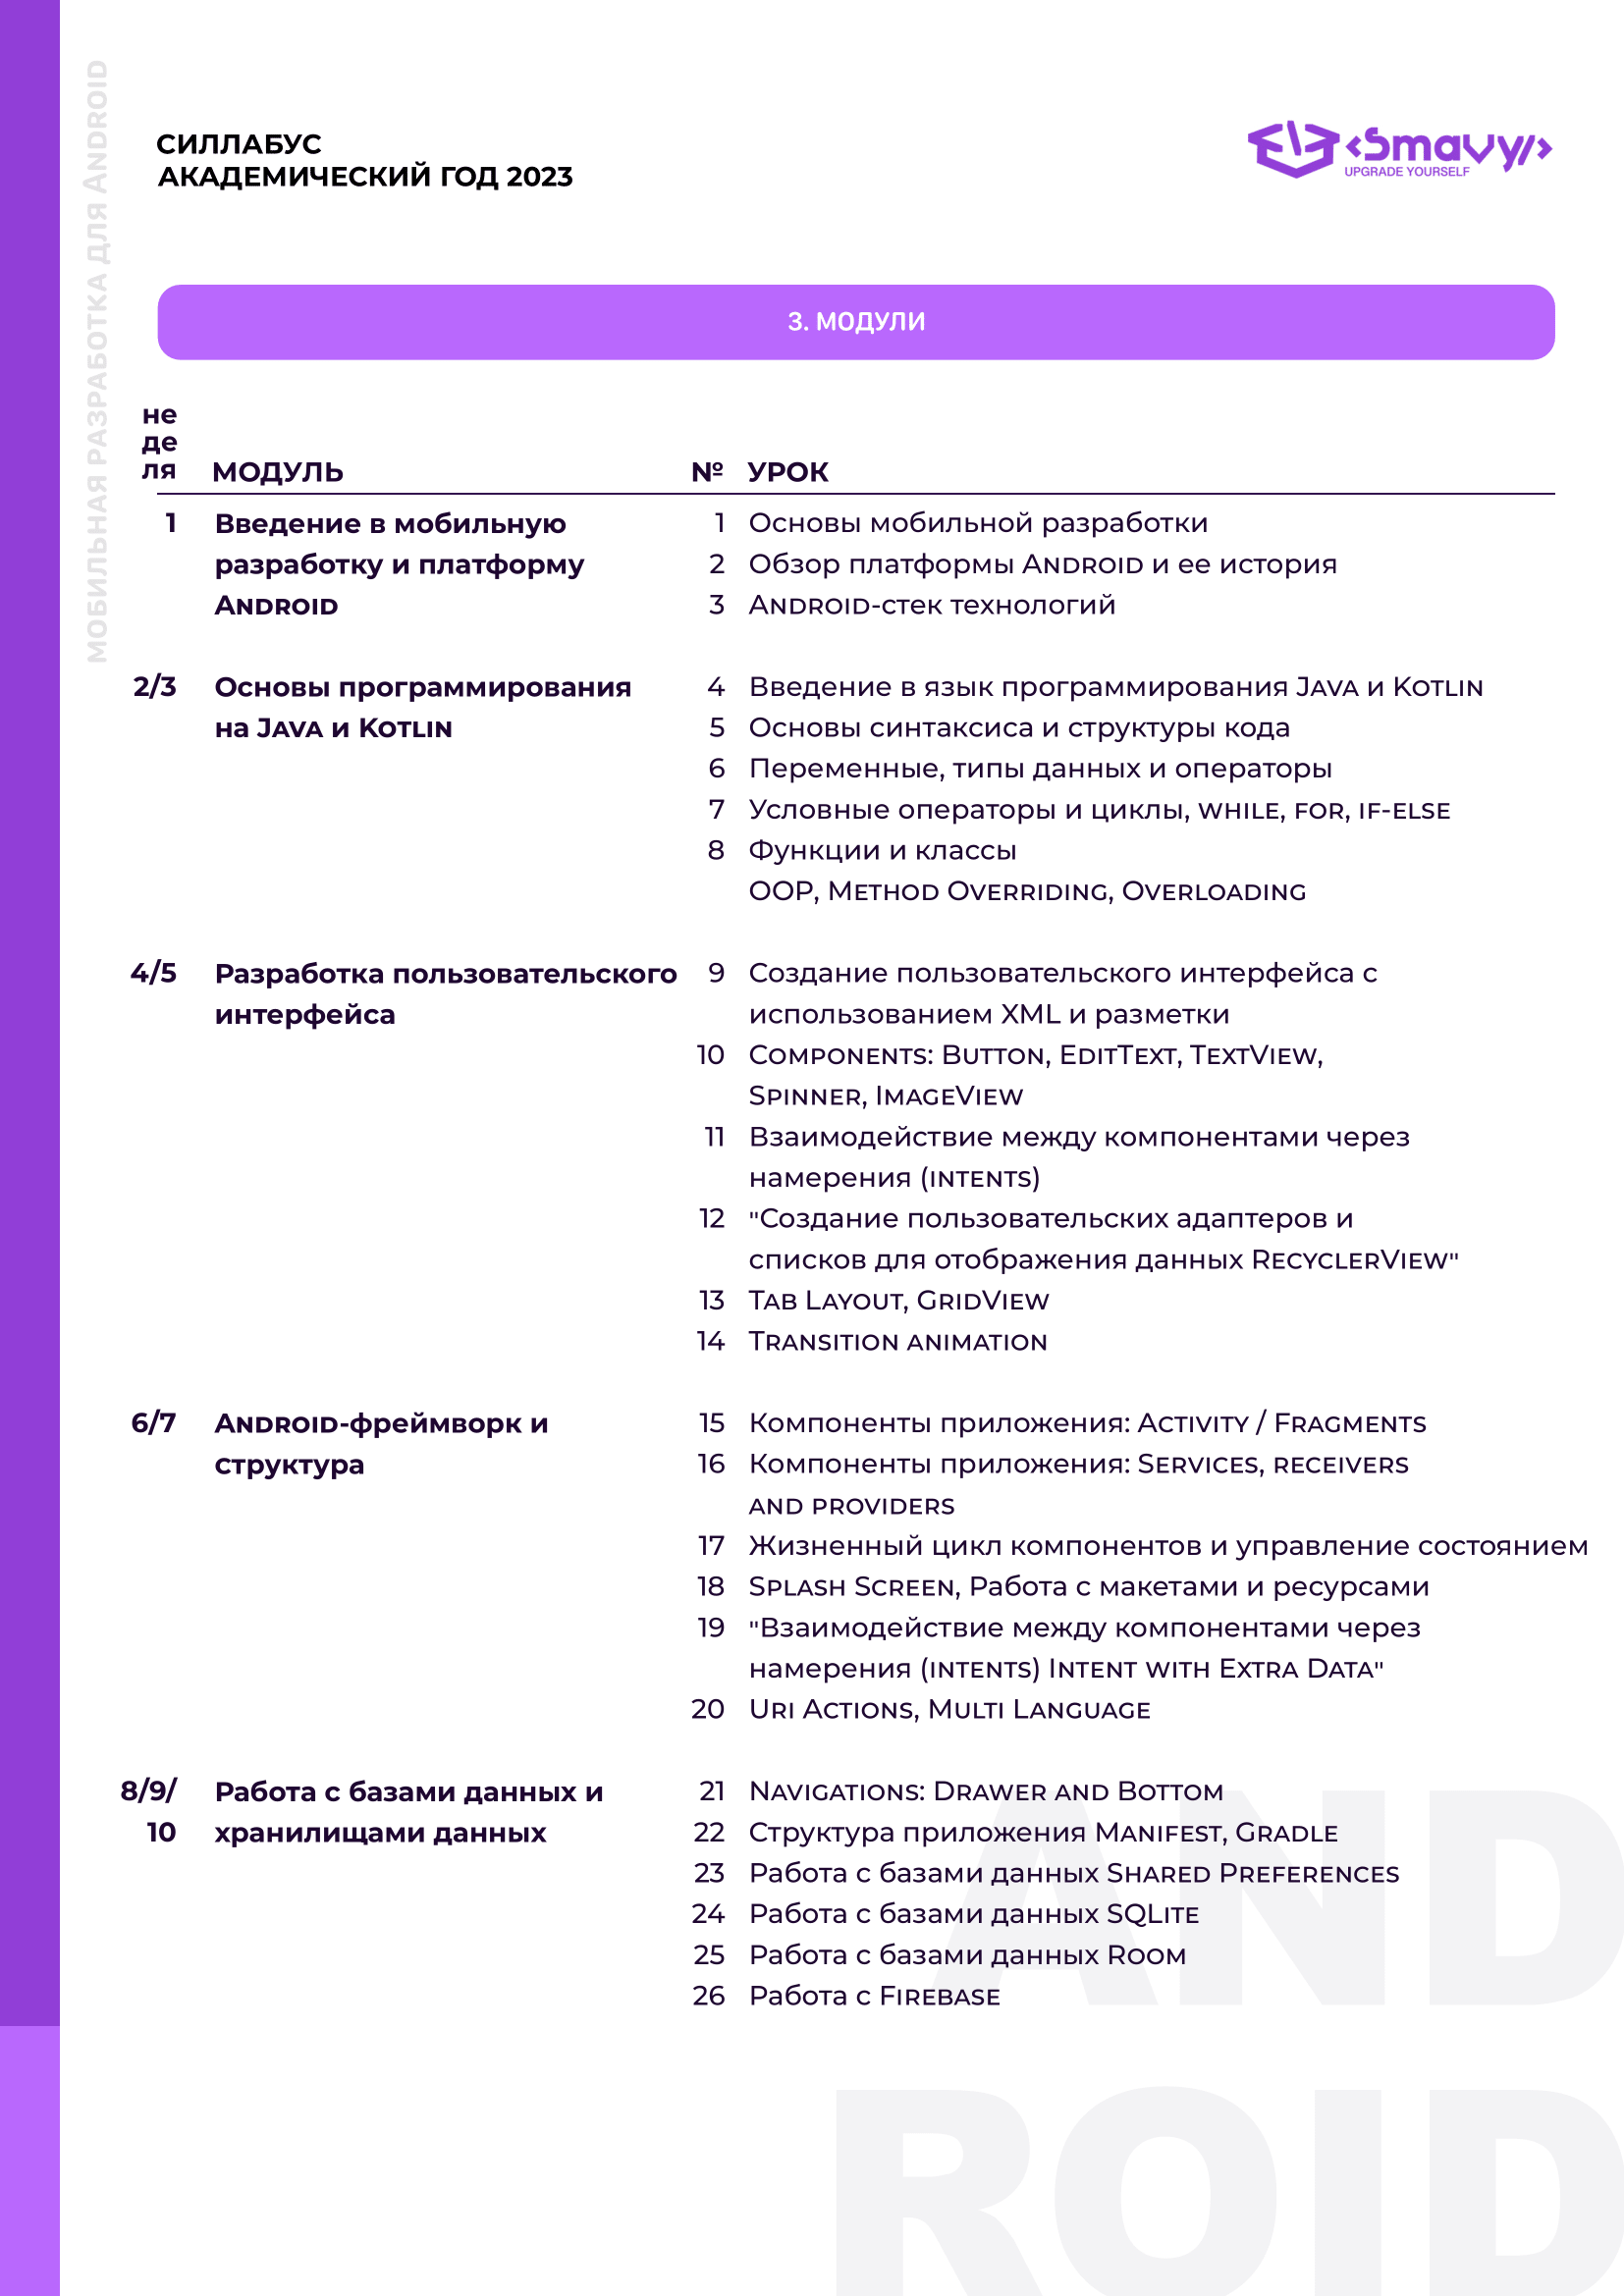 МОБИЛЬНАЯ РАЗРАБОТКА ДЛЯ ANDROID
СИЛЛАБУС
АКАДЕМИЧЕСКИЙ ГОД 2023
<Smavy/>
UPGRADE YOURSELF
3. МОДУЛИ
не
де
ля МОДУЛЬ № УРОК
1 Введение в мобильную 1 Основы мобильной разработки
разработку и платформу 2 Обзор платформы Android и ее история
Android 3 Android-стек технологий
2/3 Основы программирования 4 Введение в язык программирования Java и Kotlin
на Java и Kotlin 5 Основы синтаксиса и структуры кода
6 Переменные, типы данных и операторы
7 Условные операторы и циклы, while, for, if-else
8 Функции и классы
OOP, Method Overriding, Overloading
4/5 Разработка пользовательского 9 Создание пользовательского интерфейса с
интерфейса использованием XML и разметки
10 Components: Button, EditText, TextView,
Spinner, ImageView
11 Взаимодействие между компонентами через
намерения (intents)
12 "Создание пользовательских адаптеров и
списков для отображения данных RecyclerView"
13 Tab Layout, GridView
14 Transition animation
6/7 Android-фреймворк и 15 Компоненты приложения: Activity / Fragments
структура 16 Компоненты приложения: Services, receivers
and providers
17 Жизненный цикл компонентов и управление состоянием
18 Splash Screen, Работа с макетами и ресурсами
19 "Взаимодействие между компонентами через
намерения (intents) Intent with Extra Data"
20 Uri Actions, Multi Language
8/9/ Работа с базами данных и 21 Navigations: Drawer and Bottom
10 хранилищами данных 22 Структура приложения Manifest, Gradle
23 Работа с базами данных Shared Preferences
24 Работа с базами данных SQLite
25 Работа с базами данных Room
26 Работа с Firebase
AND
ROID